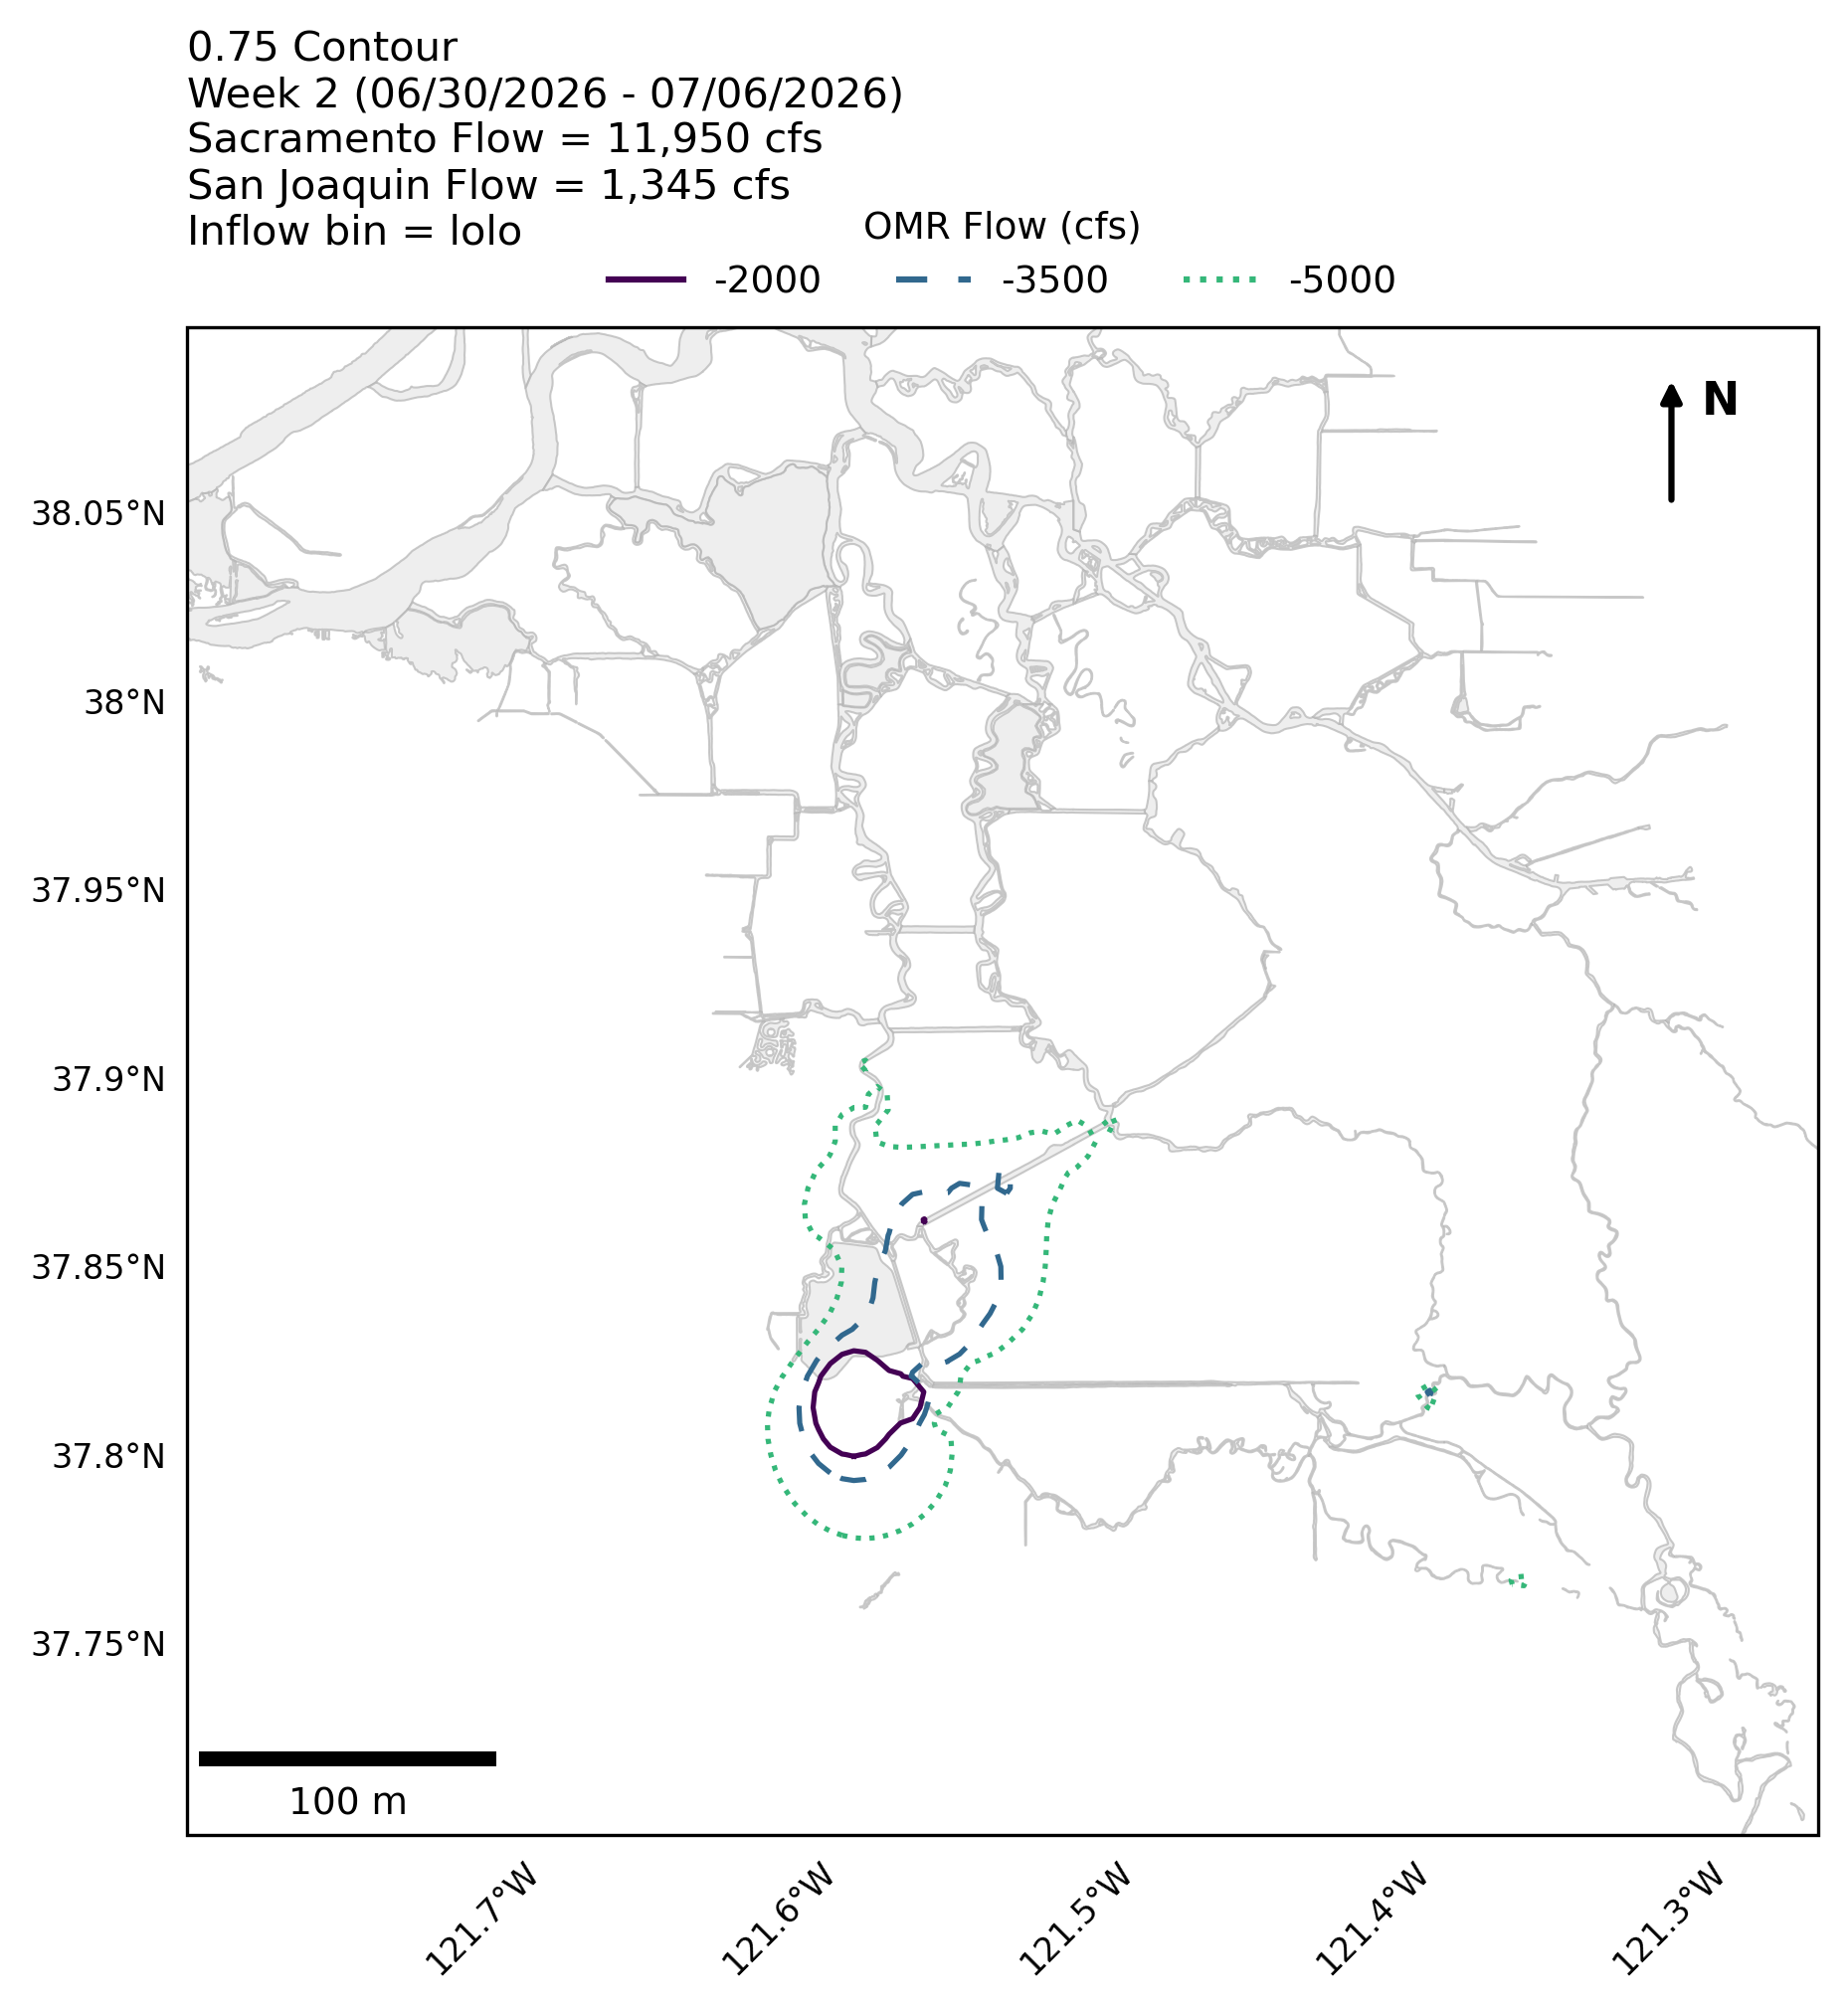 0.75 Contour
Week 2 (06/30/2026 - 07/06/2026)
Sacramento Flow = 11,950 cfs
San Joaquin Flow = 1,345 cfs
Inflow bin = lolo
OMR Flow (cfs)
-2000 -3500 -5000
N
38.05°N
38°N
37.95°N
37.9°N
37.85°N
37.8°N
37.75°N
100 m
121.7°W 121.6°W 121.5°W 121.4°W 121.3°W